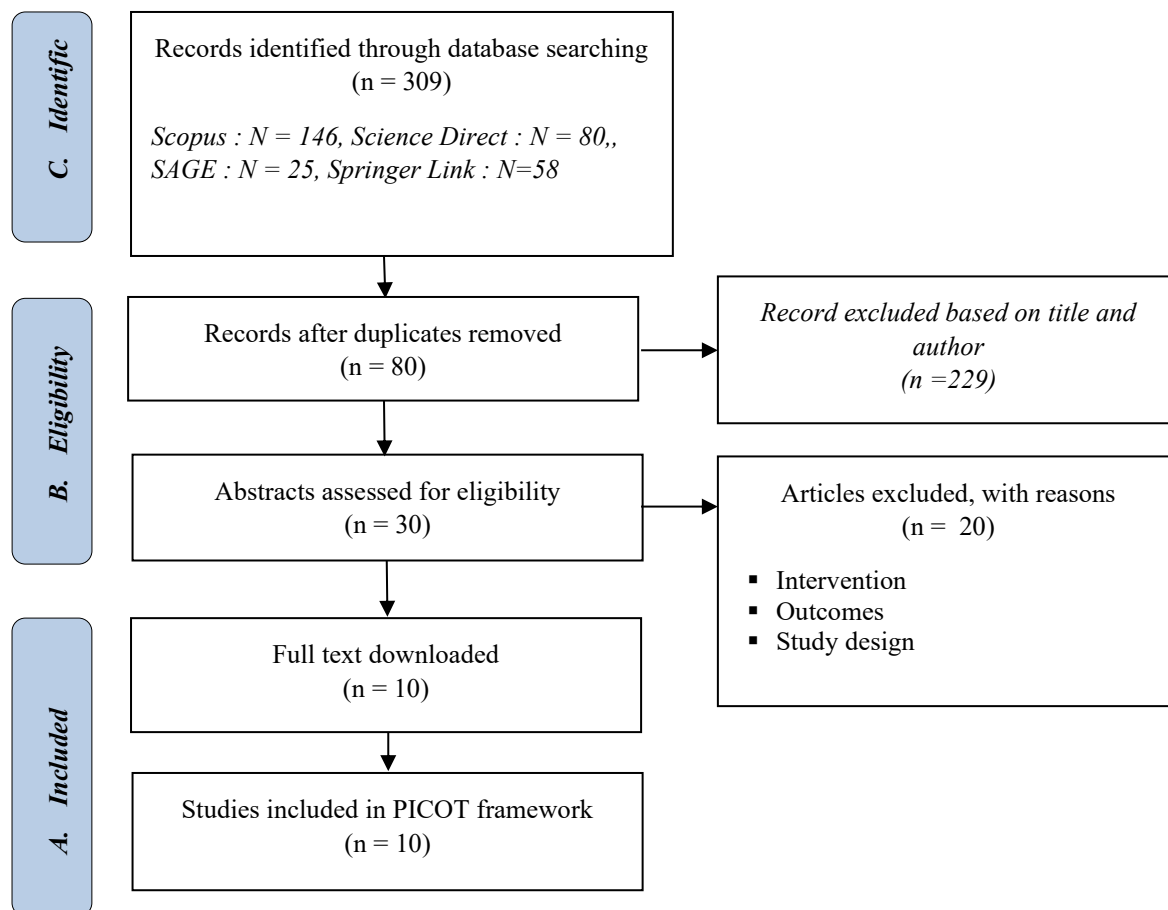 C. Identific
Records identified through database searching
(n = 309)
Scopus : N = 146, Science Direct : N = 80,,
SAGE : N = 25, Springer Link : N=58
B. Eligibility
Records after duplicates removed
(n = 80)
Record excluded based on title and
author
(n =229)
Abstracts assessed for eligibility
(n = 30)
Articles excluded, with reasons
(n = 20)
▪ Intervention
▪ Outcomes
▪ Study design
A. Included
Full text downloaded
(n = 10)
Studies included in PICOT framework
(n = 10)